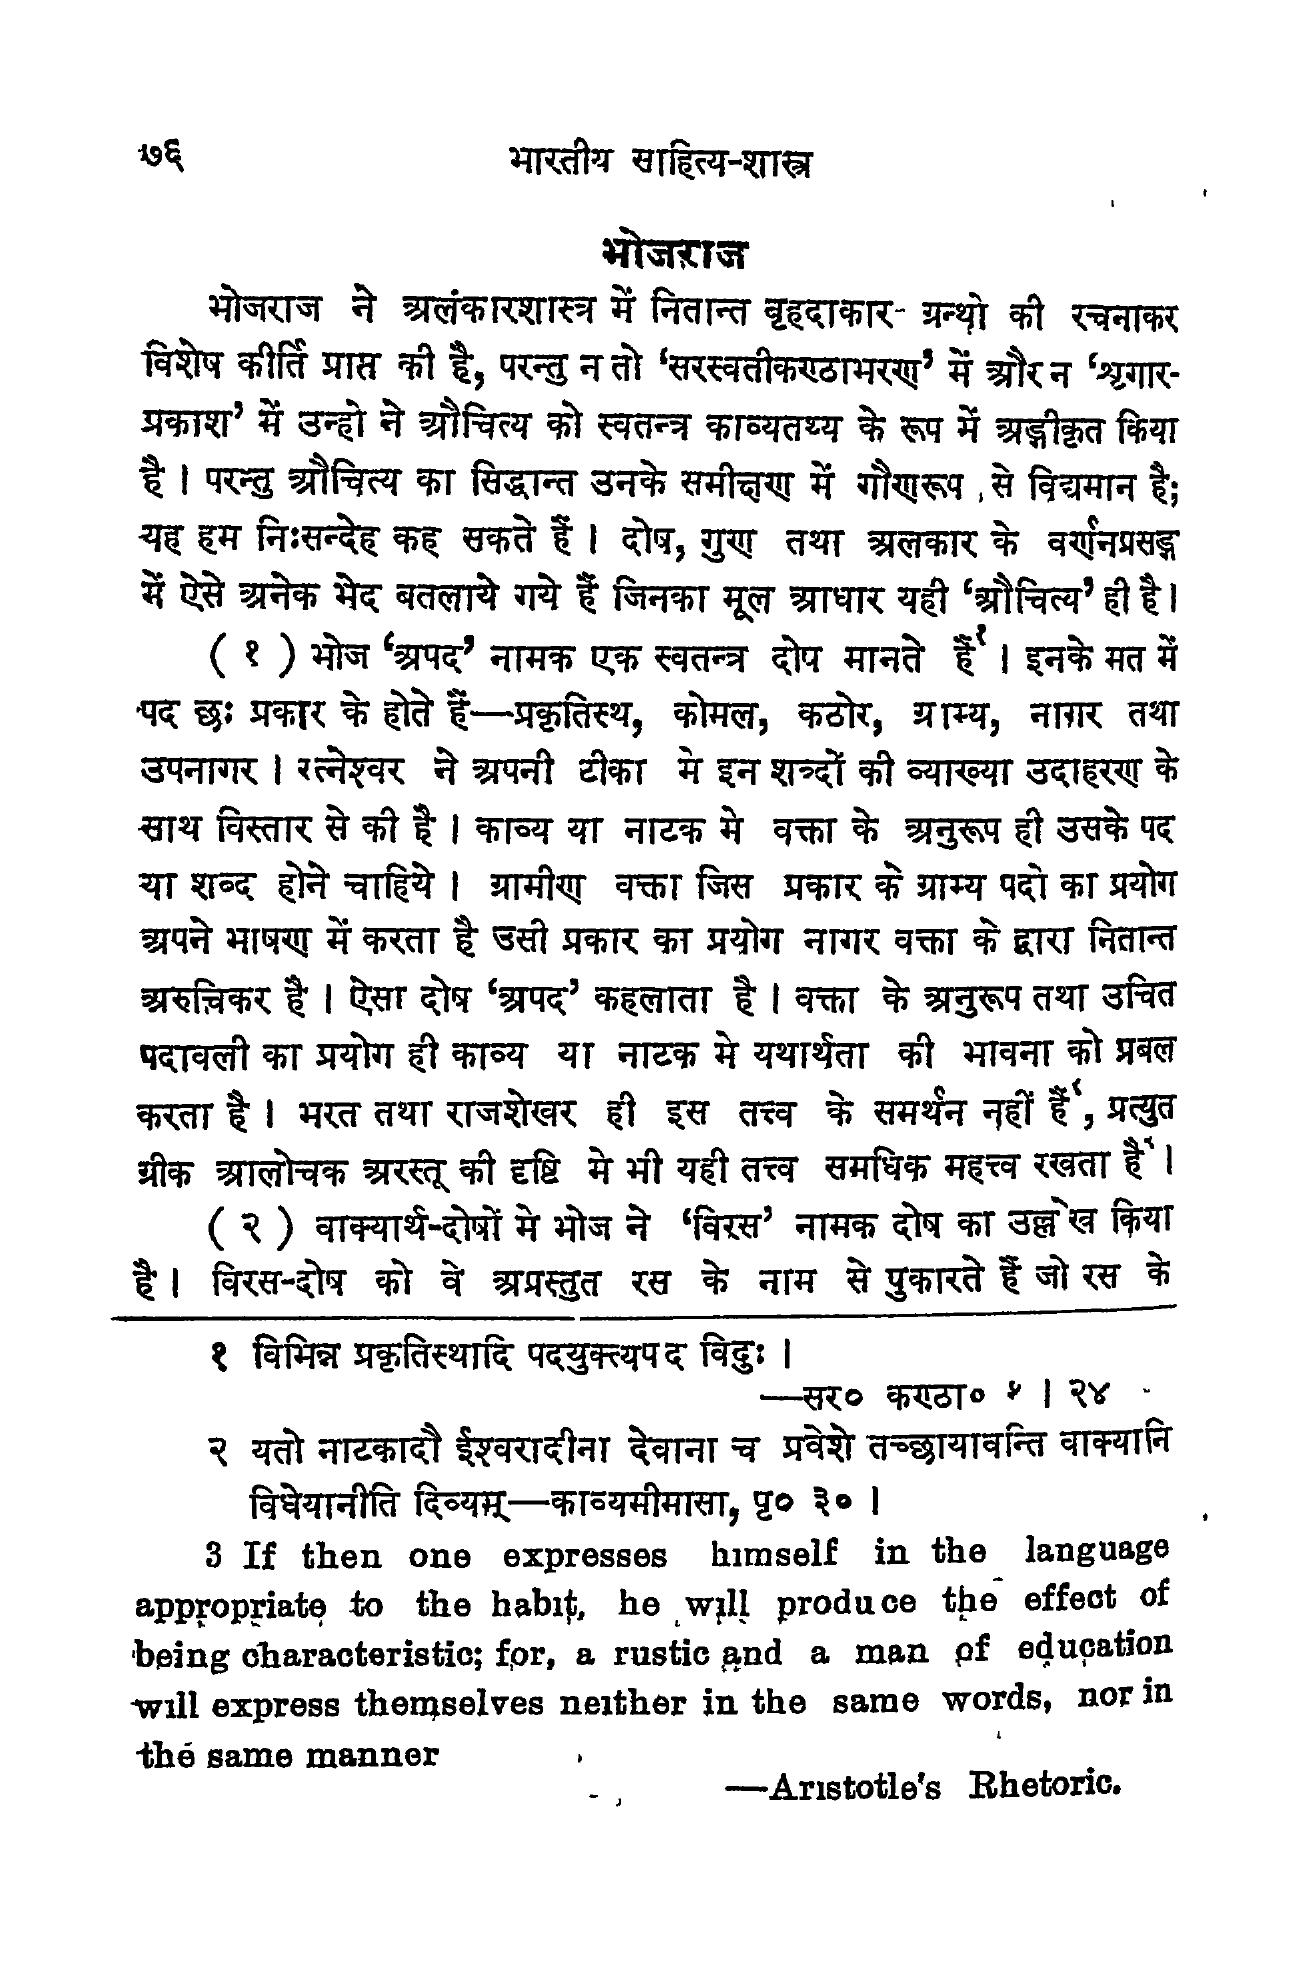 ७६ भारतीय साहित्य-शास्त्र
भोजराज
भोजराज ने अलंकारशास्त्र में नितान्त वृहदाकार- ग्रन्थो की रचनाकर
विशेष कीर्ति प्राप्त की है, परन्तु न तो ‘सरस्वतीकण्ठाभरण’ में और न ‘शृगार-
प्रकाश’ में उन्हो ने औचित्य को स्वतन्त्र काव्यतथ्य के रूप में अङ्गीकृत किया
है । परन्तु औचित्य का सिद्धान्त उनके समीक्षण में गौणरूप से विद्यमान है;
यह हम निःसन्देह कह सकते हैं । दोष, गुण तथा अलकार के वर्णनप्रसङ्ग
में ऐसे अनेक भेद बतलाये गये हैं जिनका मूल आधार यही ‘औचित्य’ ही है ।
( १ ) भोज ‘अपद’ नामक एक स्वतन्त्र दोप मानते हैं१ । इनके मत में
पद छः प्रकार के होते हैं—प्रकृतिस्थ, कोमल, कठोर, ग्राम्य, नागर तथा
उपनागर । रत्नेश्वर ने अपनी टीका मे इन शब्दों की व्याख्या उदाहरण के
साथ विस्तार से की है । काव्य या नाटक मे वक्ता के अनुरूप ही उसके पद
या शब्द होने चाहिये । ग्रामीण वक्ता जिस प्रकार के ग्राम्य पदो का प्रयोग
अपने भाषण में करता है उसी प्रकार का प्रयोग नागर वक्ता के द्वारा नितान्त
अरुचिकर है । ऐसा दोष ‘अपद’ कहलाता है । वक्ता के अनुरूप तथा उचित
पदावली का प्रयोग ही काव्य या नाटक मे यथार्थता की भावना को प्रबल
करता है । भरत तथा राजशेखर ही इस तत्त्व के समर्थन नहीं हैं, प्रत्युत
ग्रीक आलोचक अरस्तू की दृष्टि मे भी यही तत्त्व समधिक महत्त्व रखता है ।
( २ ) वाक्यार्थ-दोषों मे भोज ने ‘विरस’ नामक दोष का उल्लेख किया
है । विरस-दोष को वे अप्रस्तुत रस के नाम से पुकारते हैं जो रस के
१ विभिन्न प्रकृतिस्थादि पदयुक्त्यपद विदुः ।
—सर० कण्ठा० । २४
२ यतो नाटकादौ ईश्वरादीना देवाना च प्रवेशे तच्छायावन्ति वाक्यानि
विधेयानीति दिव्यम्—काव्यमीमासा, पृ० ३० ।
3 If then one expresses himself in the language
appropriate to the habit, he will produce the effect of
being characteristic; for, a rustic and a man of education
will express themselves neither in the same words, nor in
the same manner
—Aristotle's Rhetoric.